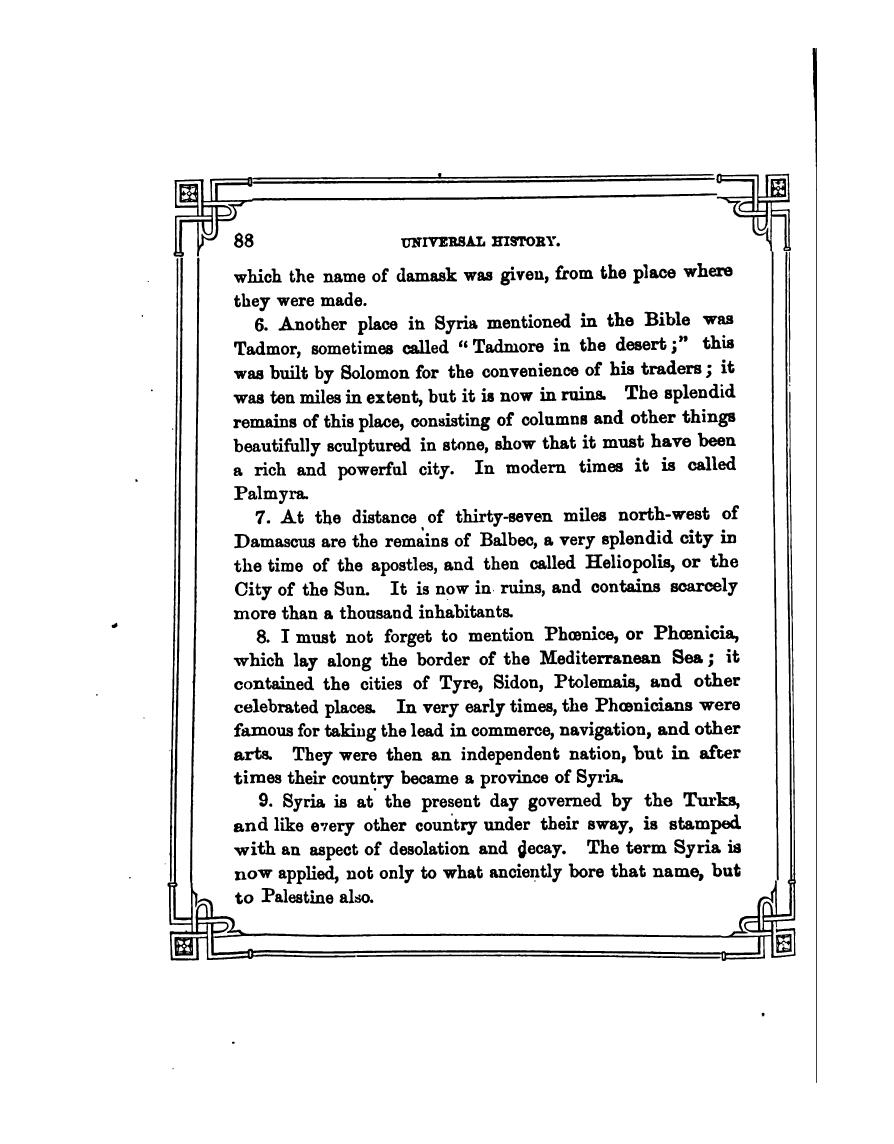 88 UNIVERSAL HISTORY.
which the name of damask was given, from the place where
they were made.
6. Another place in Syria mentioned in the Bible was
Tadmor, sometimes called “ Tadmore in the desert ;” this
was built by Solomon for the convenience of his traders ; it
was ten miles in extent, but it is now in ruins. The splendid
remains of this place, consisting of columns and other things
beautifully sculptured in stone, show that it must have been
a rich and powerful city. In modern times it is called
Palmyra.
7. At the distance of thirty-seven miles north-west of
Damascus are the remains of Balbec, a very splendid city in
the time of the apostles, and then called Heliopolis, or the
City of the Sun. It is now in ruins, and contains scarcely
more than a thousand inhabitants.
8. I must not forget to mention Phœnice, or Phœnicia,
which lay along the border of the Mediterranean Sea ; it
contained the cities of Tyre, Sidon, Ptolemais, and other
celebrated places. In very early times, the Phœnicians were
famous for taking the lead in commerce, navigation, and other
arts. They were then an independent nation, but in after
times their country became a province of Syria.
9. Syria is at the present day governed by the Turks,
and like every other country under their sway, is stamped
with an aspect of desolation and decay. The term Syria is
now applied, not only to what anciently bore that name, but
to Palestine also.